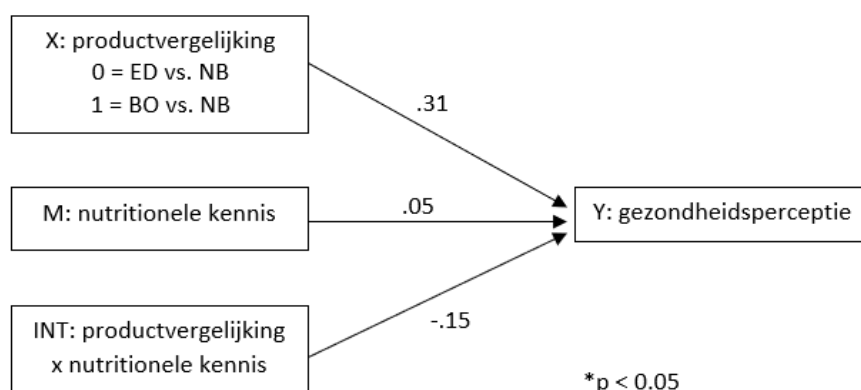 X: productvergelijking
0 = ED vs. NB
1 = BO vs. NB
.31
M: nutritionele kennis
.05
Y: gezondheidsperceptie
INT: productvergelijking
x nutritionele kennis
-.15
*p < 0.05